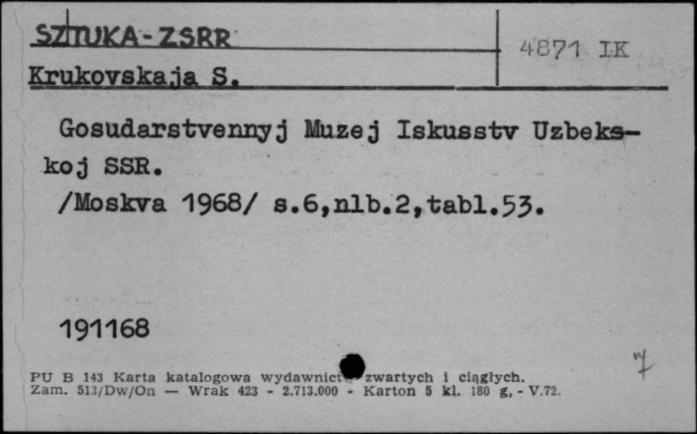 SZTUKA-ZSRR
4871 IK
Krukovskaja S.
Gosudarstvennyj Muzej Iskusstv Uzbeks-
koj SSR.
/Moskva 1968/ s.6,nlb.2,tabl.53.
191168
PU B 143 Karta katalogowa wydawnict zwartych i ciągłych.
Zam. 513/Dw/On — Wrak 423 - 2.713.000 - Karton 5 kl. 180 g, - V.72.